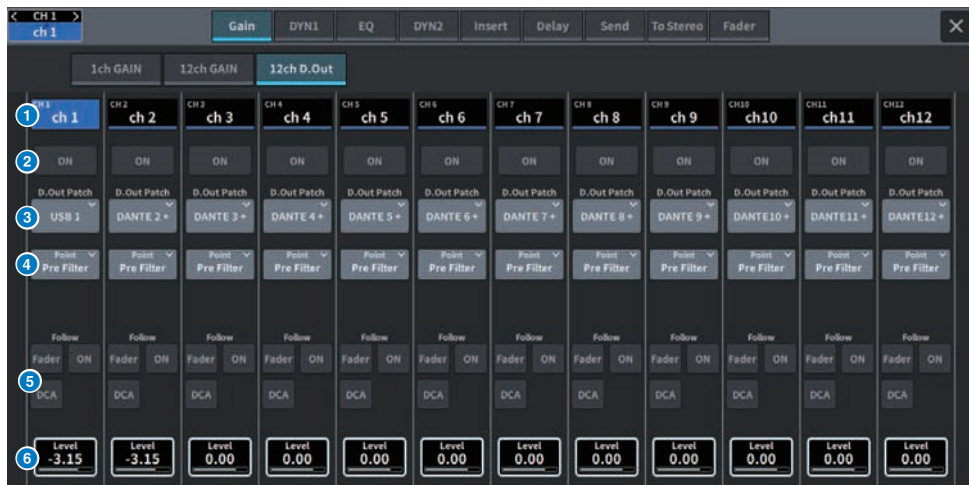 < CH 1 >
ch 1
Gain DYN1 EQ DYN2 Insert Delay Send To Stereo Fader
1ch GAIN 12ch GAIN 12ch D.Out
1 CH 1 CH 2 CH 3 CH 4 CH 5 CH 6 CH 7 CH 8 CH 9 CH10 CH11 CH12
ch 1 ch 2 ch 3 ch 4 ch 5 ch 6 ch 7 ch 8 ch 9 ch10 ch11 ch12
2 ON ON ON ON ON ON ON ON ON ON ON ON
D.Out Patch D.Out Patch D.Out Patch D.Out Patch D.Out Patch D.Out Patch D.Out Patch D.Out Patch D.Out Patch D.Out Patch D.Out Patch D.Out Patch
3 USB 1 DANTE 2+ DANTE 3+ DANTE 4+ DANTE 5+ DANTE 6+ DANTE 7+ DANTE 8+ DANTE 9+ DANTE10+ DANTE11+ DANTE12+
Point Point Point Point Point Point Point Point Point Point Point Point
4 Pre Filter Pre Filter Pre Filter Pre Filter Pre Filter Pre Filter Pre Filter Pre Filter Pre Filter Pre Filter Pre Filter Pre Filter
Follow Follow Follow Follow Follow Follow Follow Follow Follow Follow Follow Follow
Fader ON Fader ON Fader ON Fader ON Fader ON Fader ON Fader ON Fader ON Fader ON Fader ON Fader ON Fader ON
5 DCA DCA DCA DCA DCA DCA DCA DCA DCA DCA DCA DCA
Level Level Level Level Level Level Level Level Level Level Level Level
6 -3.15 -3.15 0.00 0.00 0.00 0.00 0.00 0.00 0.00 0.00 0.00 0.00